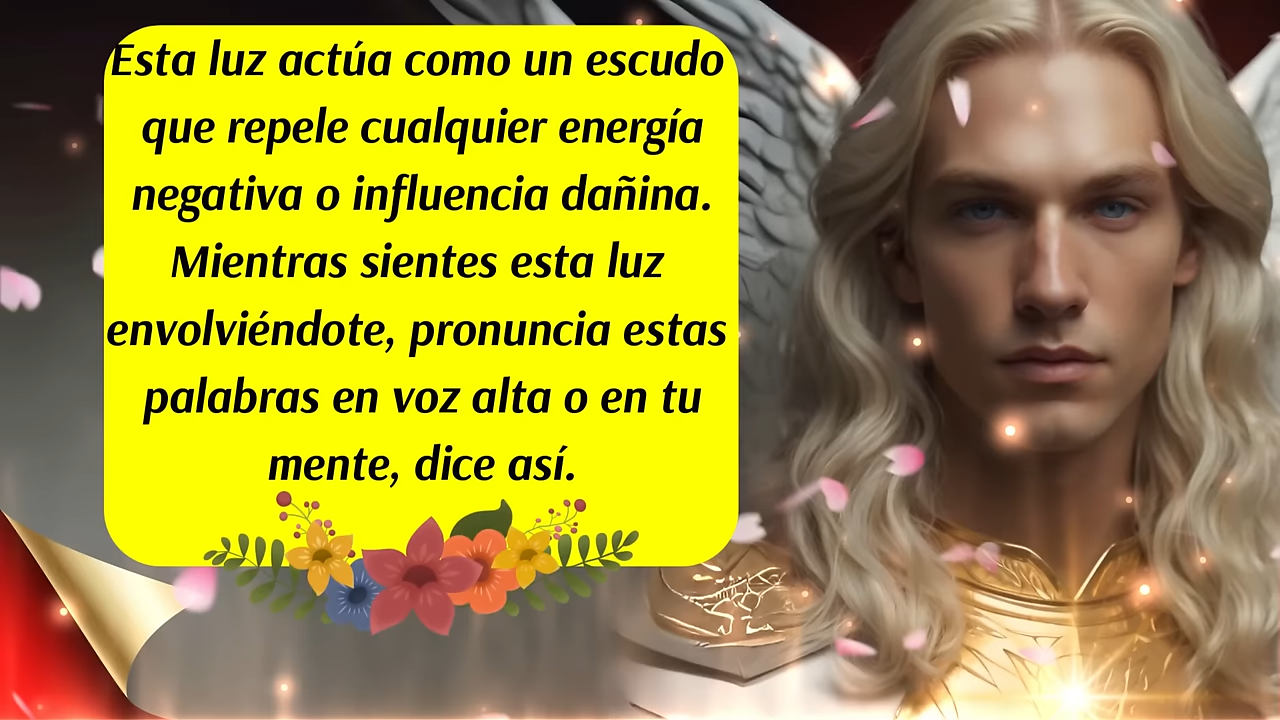 Esta luz actúa como un escudo
que repele cualquier energía
negativa o influencia dañina.
Mientras sientes esta luz
envolviéndote, pronuncia estas
palabras en voz alta o en tu
mente, dice así.